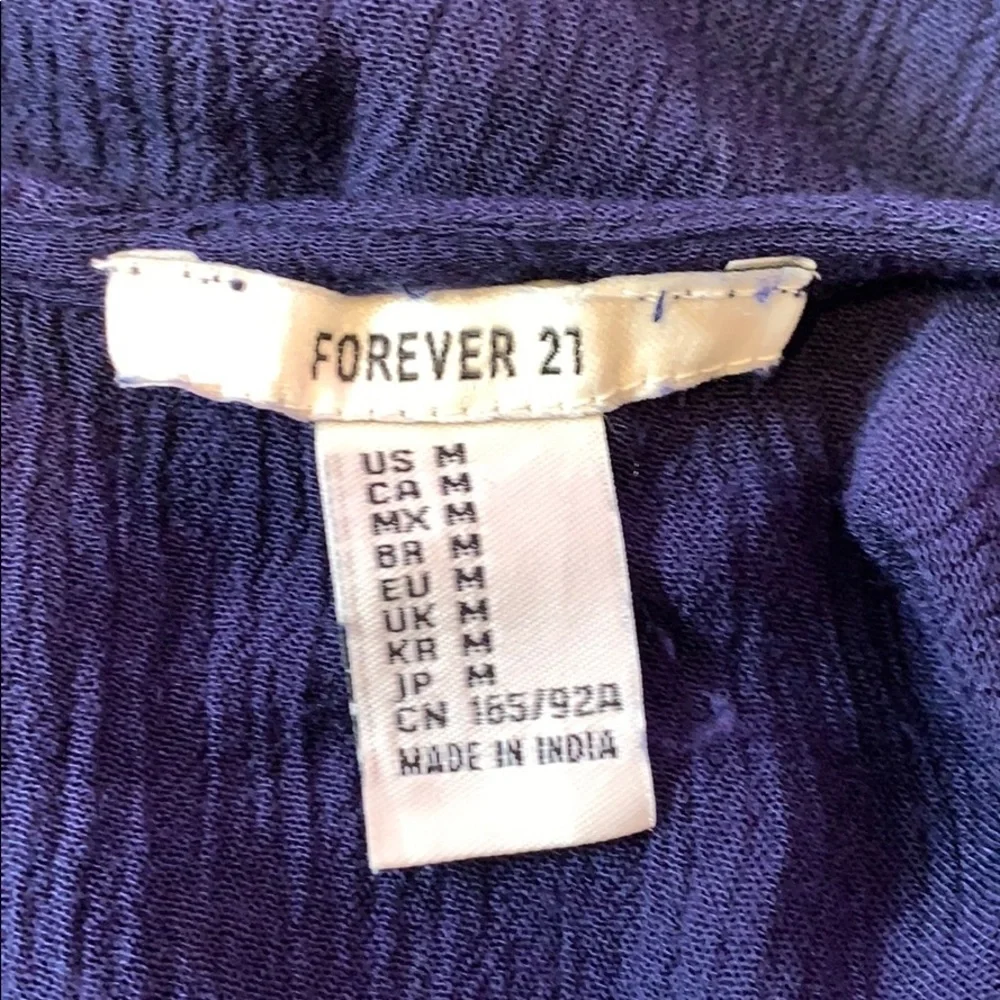 FOREVER 21
US M
CA M
MX M
BR M
EU M
UK M
KR M
JP M
CN 165/92A
MADE IN INDIA